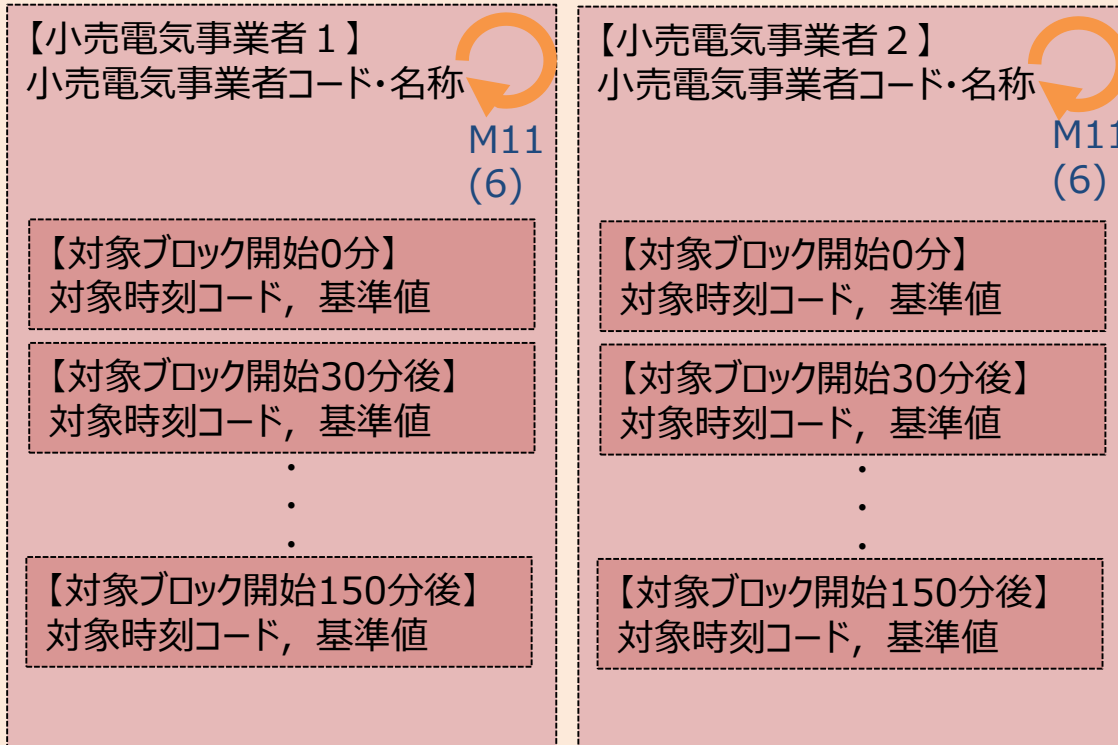 【小売電気事業者１】
小売電気事業者コード・名称
M11
(6)
【対象ブロック開始0分】
対象時刻コード, 基準値
【対象ブロック開始30分後】
対象時刻コード, 基準値
・
・
・
【対象ブロック開始150分後】
対象時刻コード, 基準値
【小売電気事業者２】
小売電気事業者コード・名称
M11
(6)
【対象ブロック開始0分】
対象時刻コード, 基準値
【対象ブロック開始30分後】
対象時刻コード, 基準値
・
・
・
【対象ブロック開始150分後】
対象時刻コード, 基準値